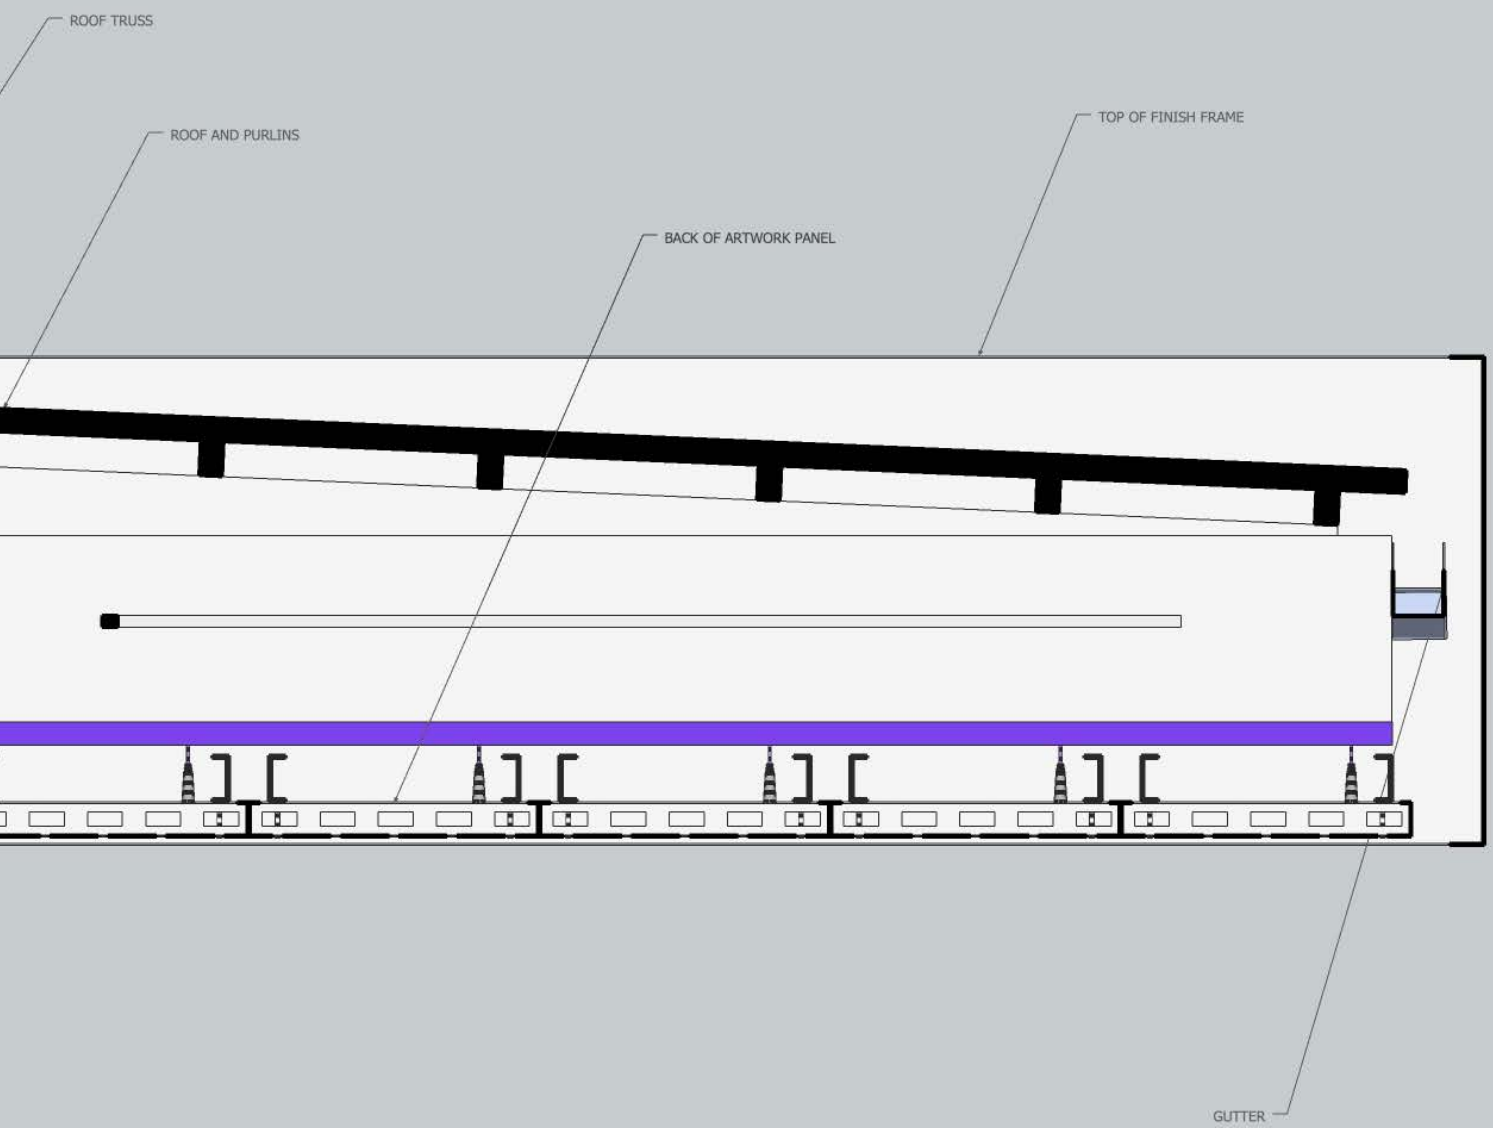 ROOF TRUSS
TOP OF FINISH FRAME
ROOF AND PURLINS
BACK OF ARTWORK PANEL
GUTTER